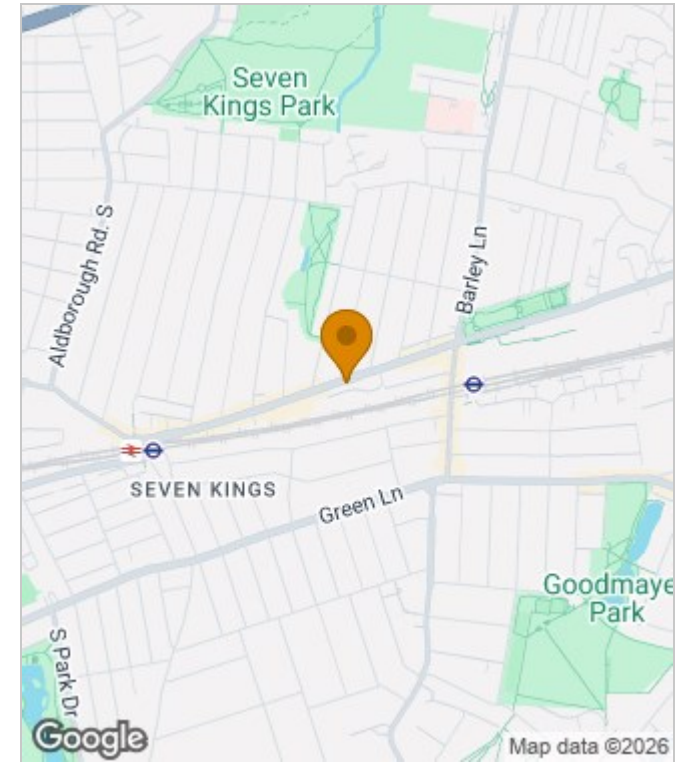 Seven
Kings Park
Aldborough Rd. S
Barley Ln
SEVEN KINGS
Green Ln
Goodmaye
Park
S Park Dr
Google
Map data ©2026